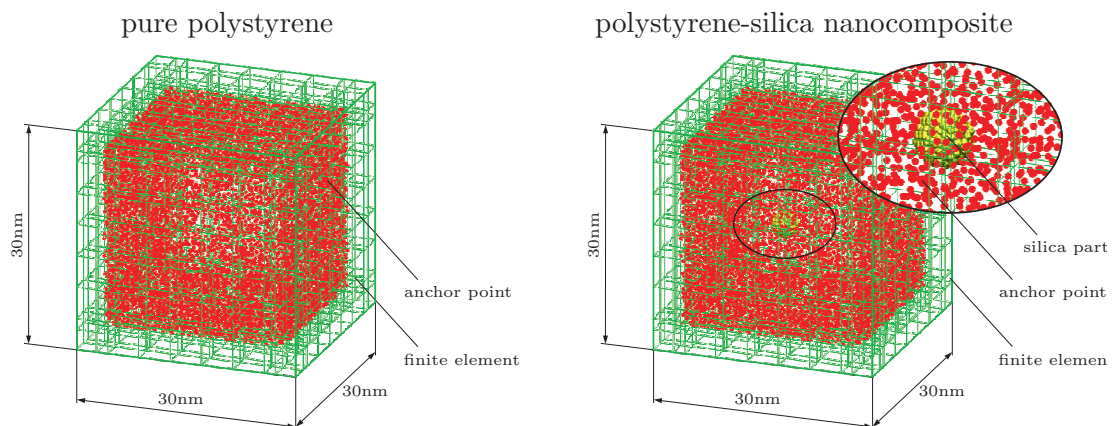 pure polystyrene
30nm
anchor point
finite element
30nm
30nm
polystyrene-silica nanocomposite
30nm
silica part
anchor point
finite elemen
30nm
30nm